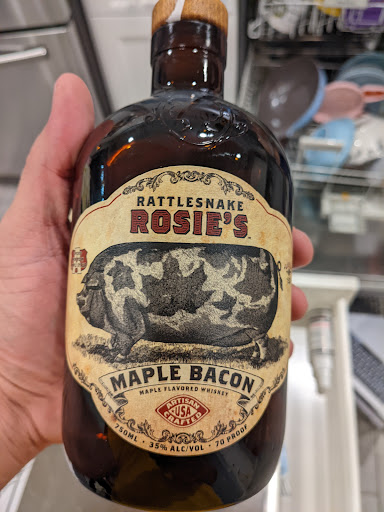 RATTLESNAKE
ROSIE'S
MAPLE BACON
MAPLE FLAVORED WHISKEY
ARTISAN
USA
CRAFTED
750ML · 35% ALC/VOL · 70 PROOF